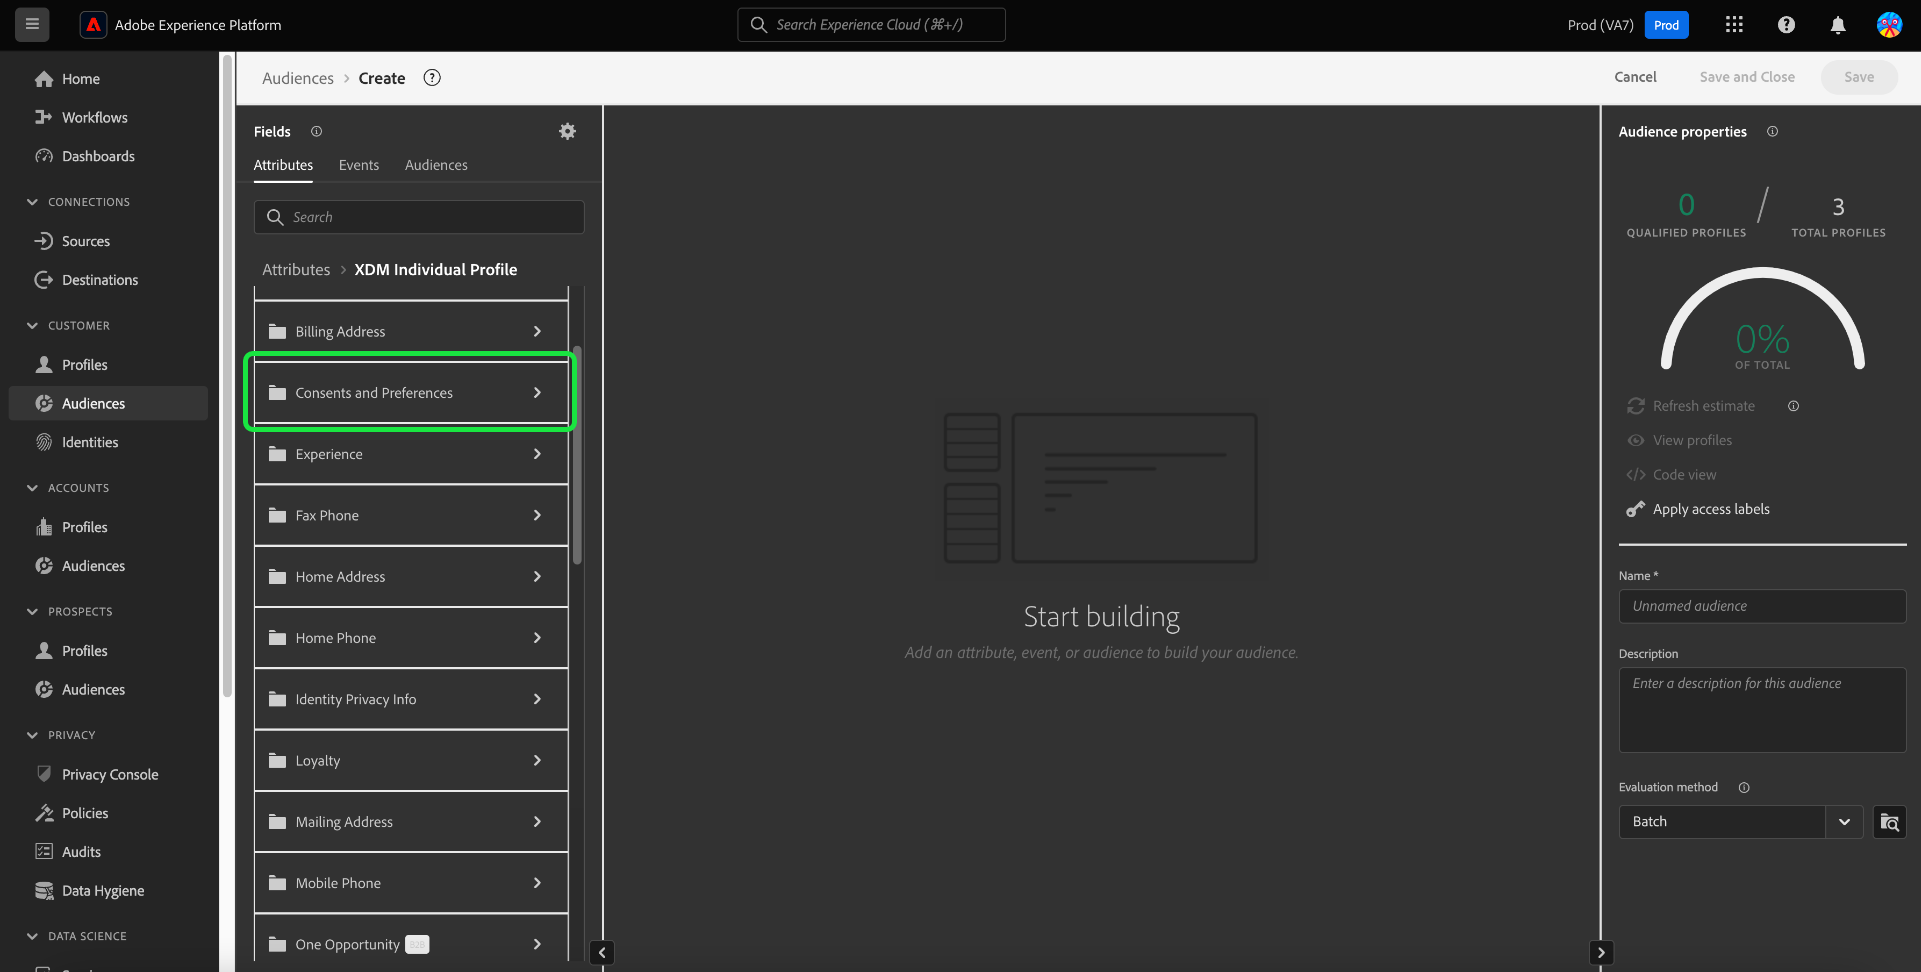 Adobe Experience Platform
Search Experience Cloud (⌘+/)
Prod (VA7)
Prod
Home
Workflows
Dashboards
CONNECTIONS
Sources
Destinations
CUSTOMER
Profiles
Audiences
Identities
ACCOUNTS
Profiles
Audiences
PROSPECTS
Profiles
Audiences
PRIVACY
Privacy Console
Policies
Audits
Data Hygiene
DATA SCIENCE
Audiences > Create
Cancel
Save and Close
Save
Fields
Attributes
Events
Audiences
Search
Attributes > XDM Individual Profile
Billing Address
Consents and Preferences
Experience
Fax Phone
Home Address
Home Phone
Identity Privacy Info
Loyalty
Mailing Address
Mobile Phone
One Opportunity B2B
Start building
Add an attribute, event, or audience to build your audience.
Audience properties
0 / 3
QUALIFIED PROFILES
TOTAL PROFILES
0%
OF TOTAL
Refresh estimate
View profiles
</> Code view
Apply access labels
Name *
Unnamed audience
Description
Enter a description for this audience
Evaluation method
Batch